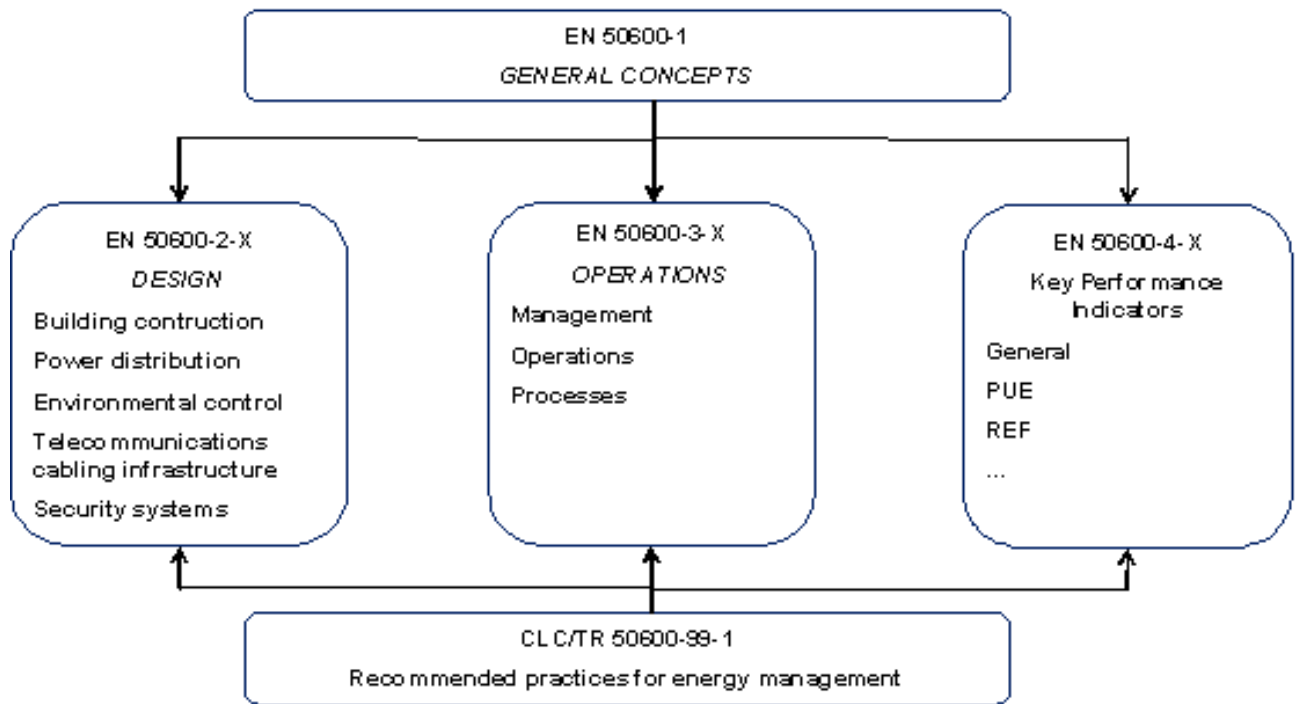 EN 50600-1
GENERAL CONCEPTS
EN 50600-2-X
DESIGN
Building contruction
Power distribution
Environmental control
Telecommunications
cabling infrastructure
Security systems
EN 50600-3-X
OPERATIONS
Management
Operations
Processes
EN 50600-4-X
Key Performance
Indicators
General
PUE
REF
...
CLC/TR 50600-99-1
Recommended practices for energy management